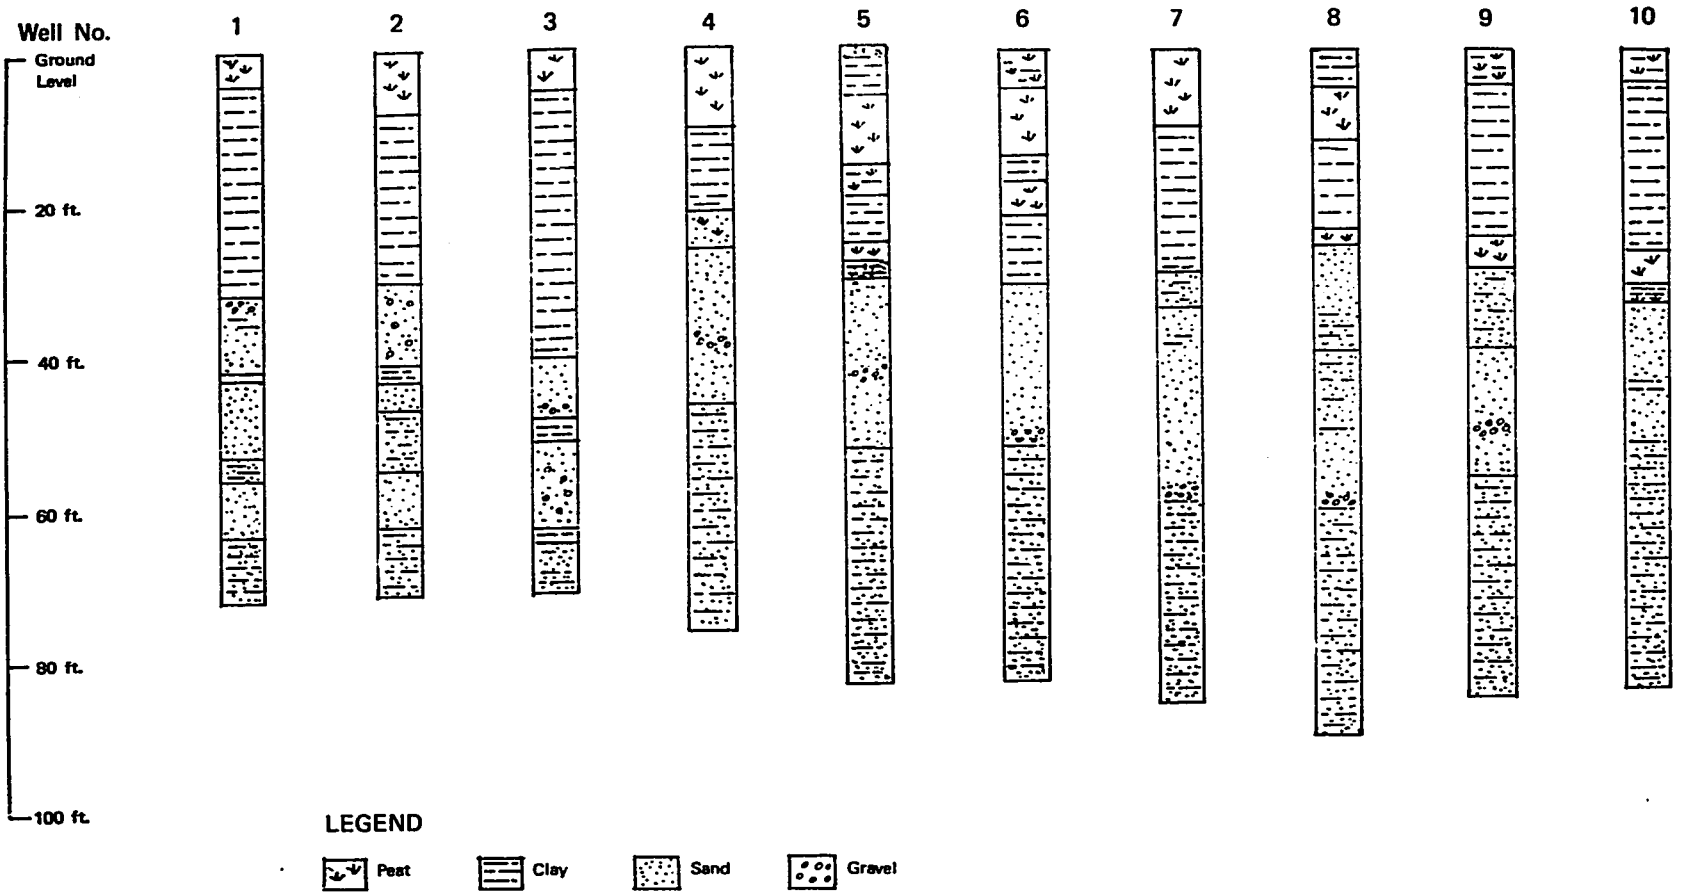 Well No. 1 2 3 4 5 6 7 8 9 10
Ground
Level
20 ft.
40 ft.
60 ft.
80 ft.
100 ft.
LEGEND
Peat Clay Sand Gravel